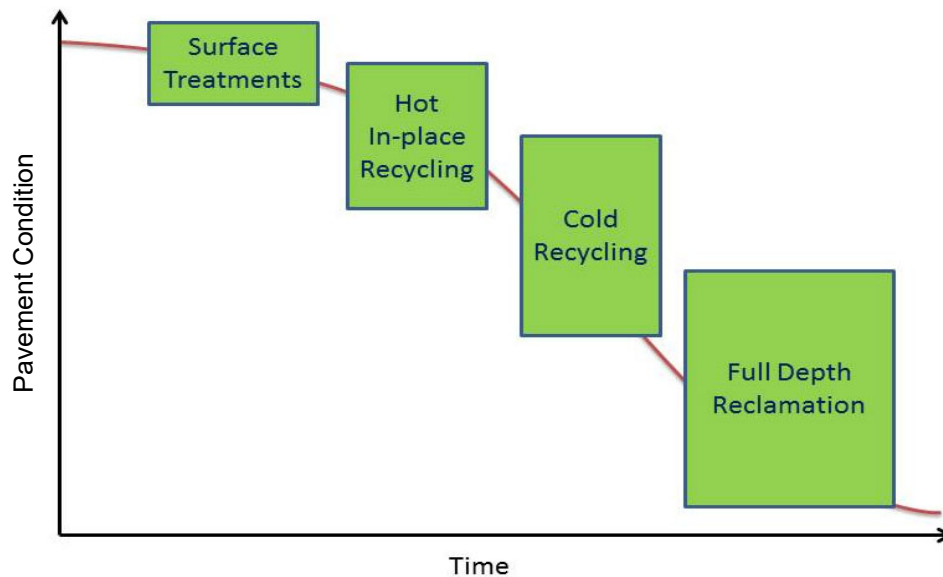 Surface
Treatments
Hot
In-place
Recycling
Cold
Recycling
Full Depth
Reclamation
Pavement Condition
Time